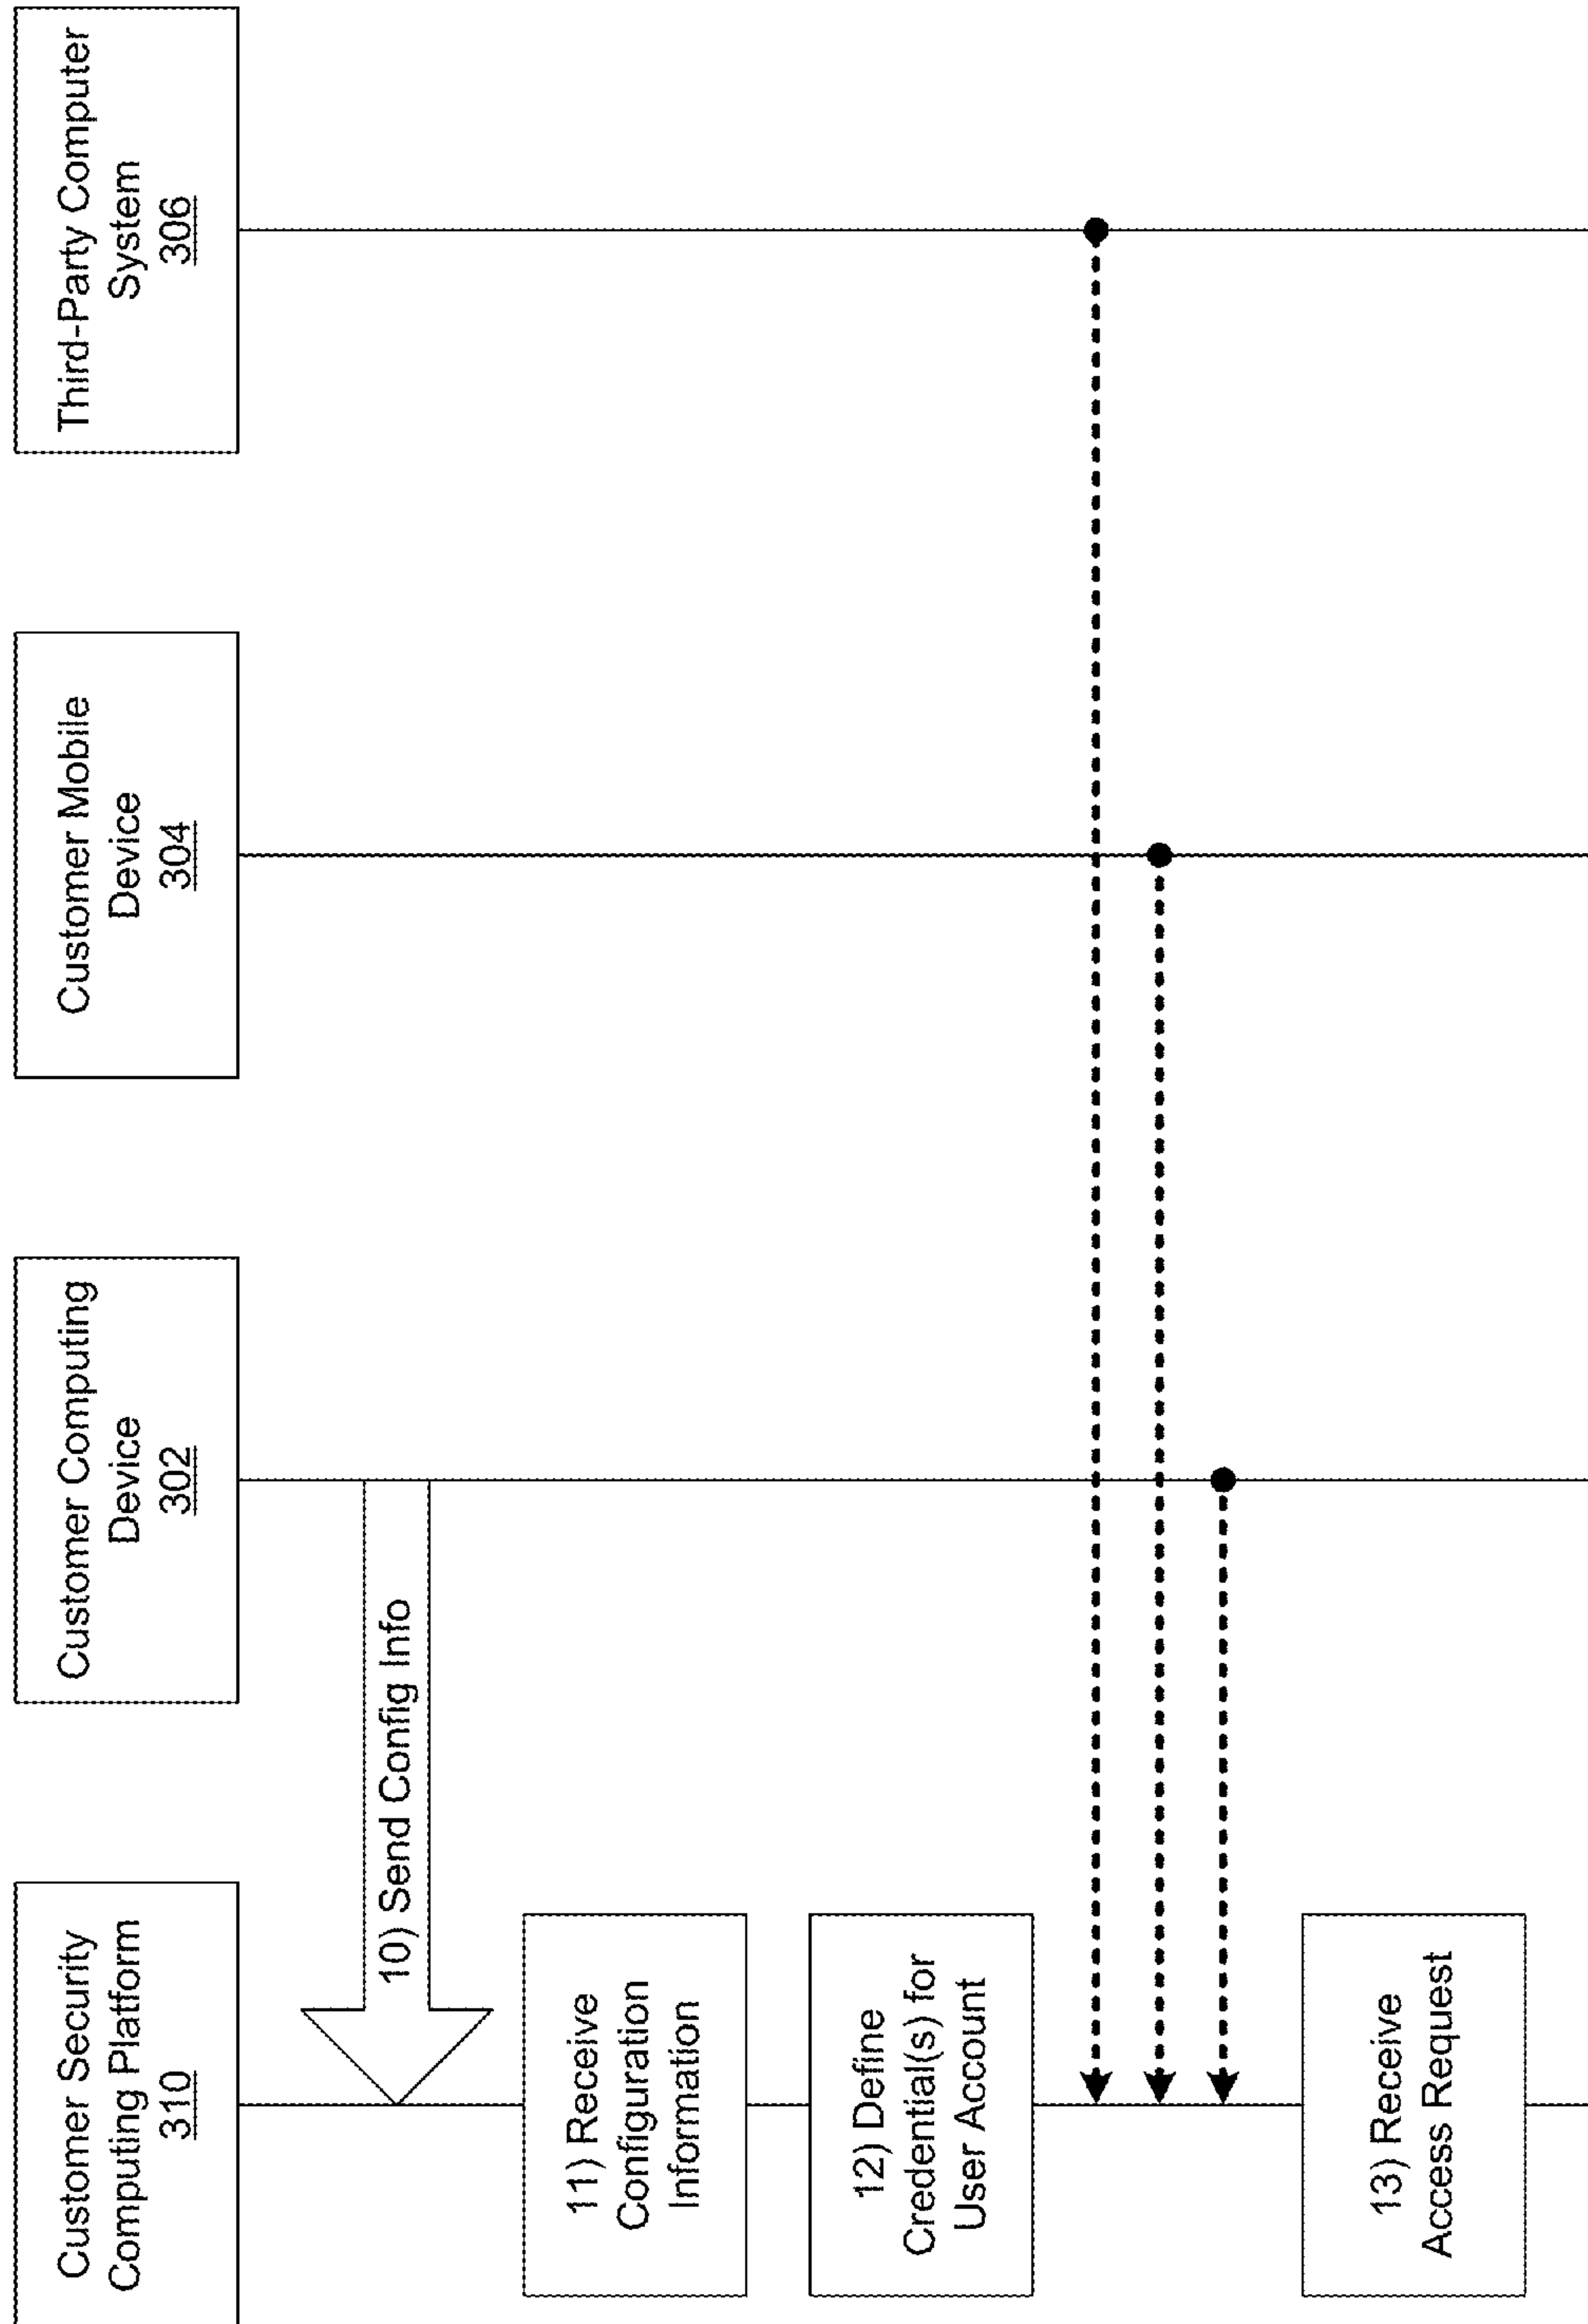 Customer Security
Computing Platform
310
Customer Computing
Device
302
Customer Mobile
Device
304
Third-Party Computer
System
306
10) Send Config Info
11) Receive
Configuration
Information
12) Define
Credential(s) for
User Account
13) Receive
Access Request